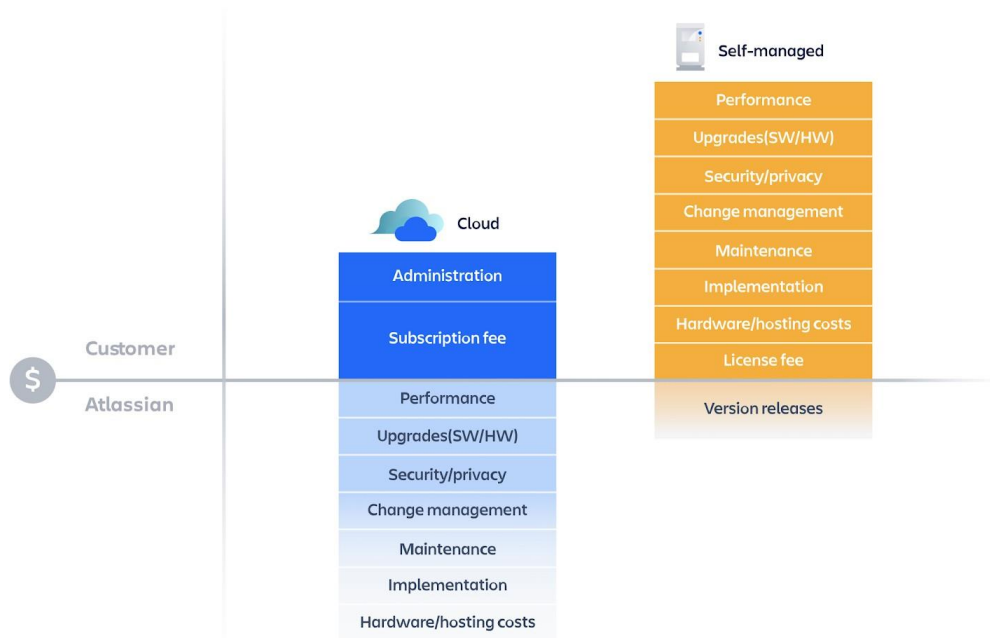 Self-managed
Performance
Upgrades(SW/HW)
Security/privacy
Change management
Maintenance
Implementation
Hardware/hosting costs
License fee
Version releases
Cloud
Administration
Subscription fee
Performance
Upgrades(SW/HW)
Security/privacy
Change management
Maintenance
Implementation
Hardware/hosting costs
Customer
$
Atlassian